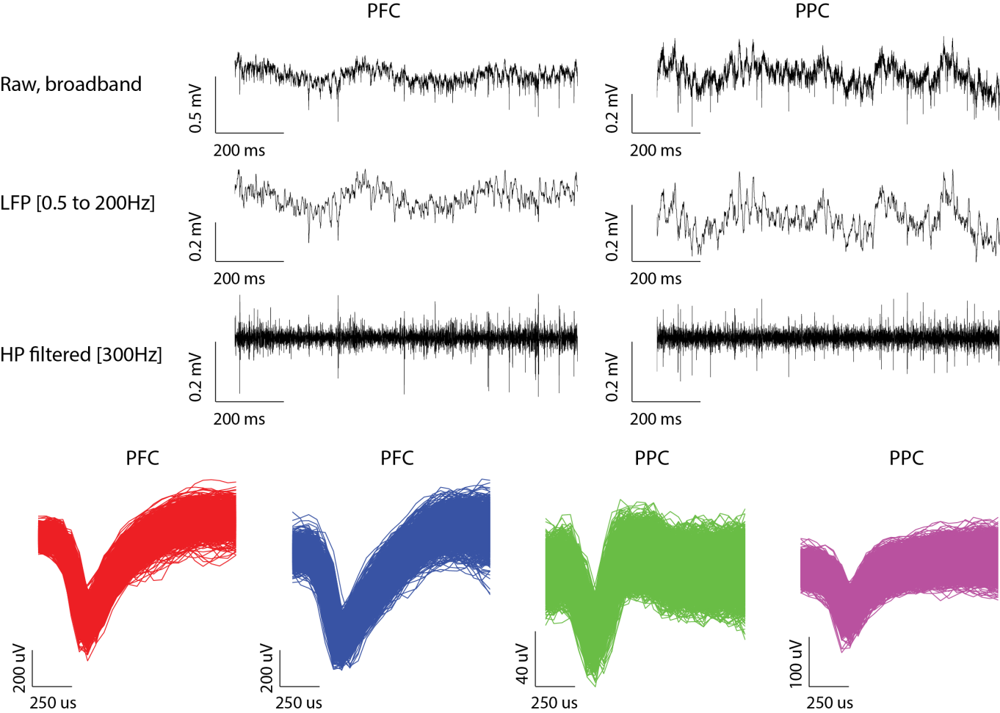 PFC
PPC
Raw, broadband
0.5 mV
200 ms
0.2 mV
200 ms
LFP [0.5 to 200Hz]
0.2 mV
200 ms
0.2 mV
200 ms
HP filtered [300Hz]
0.2 mV
200 ms
0.2 mV
200 ms
PFC
PFC
PPC
PPC
200 uV
250 us
200 uV
250 us
40 uV
250 us
100 uV
250 us